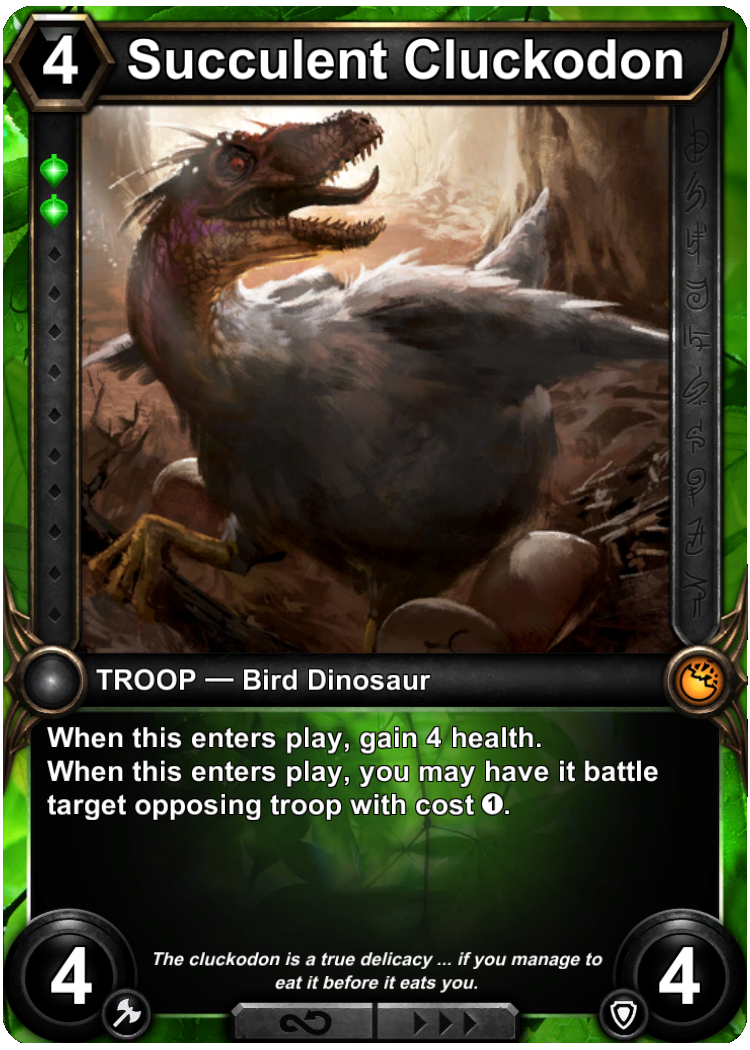 4 Succulent Cluckodon
TROOP — Bird Dinosaur
When this enters play, gain 4 health.
When this enters play, you may have it battle
target opposing troop with cost ❶.
The cluckodon is a true delicacy ... if you manage to
eat it before it eats you.
4 4